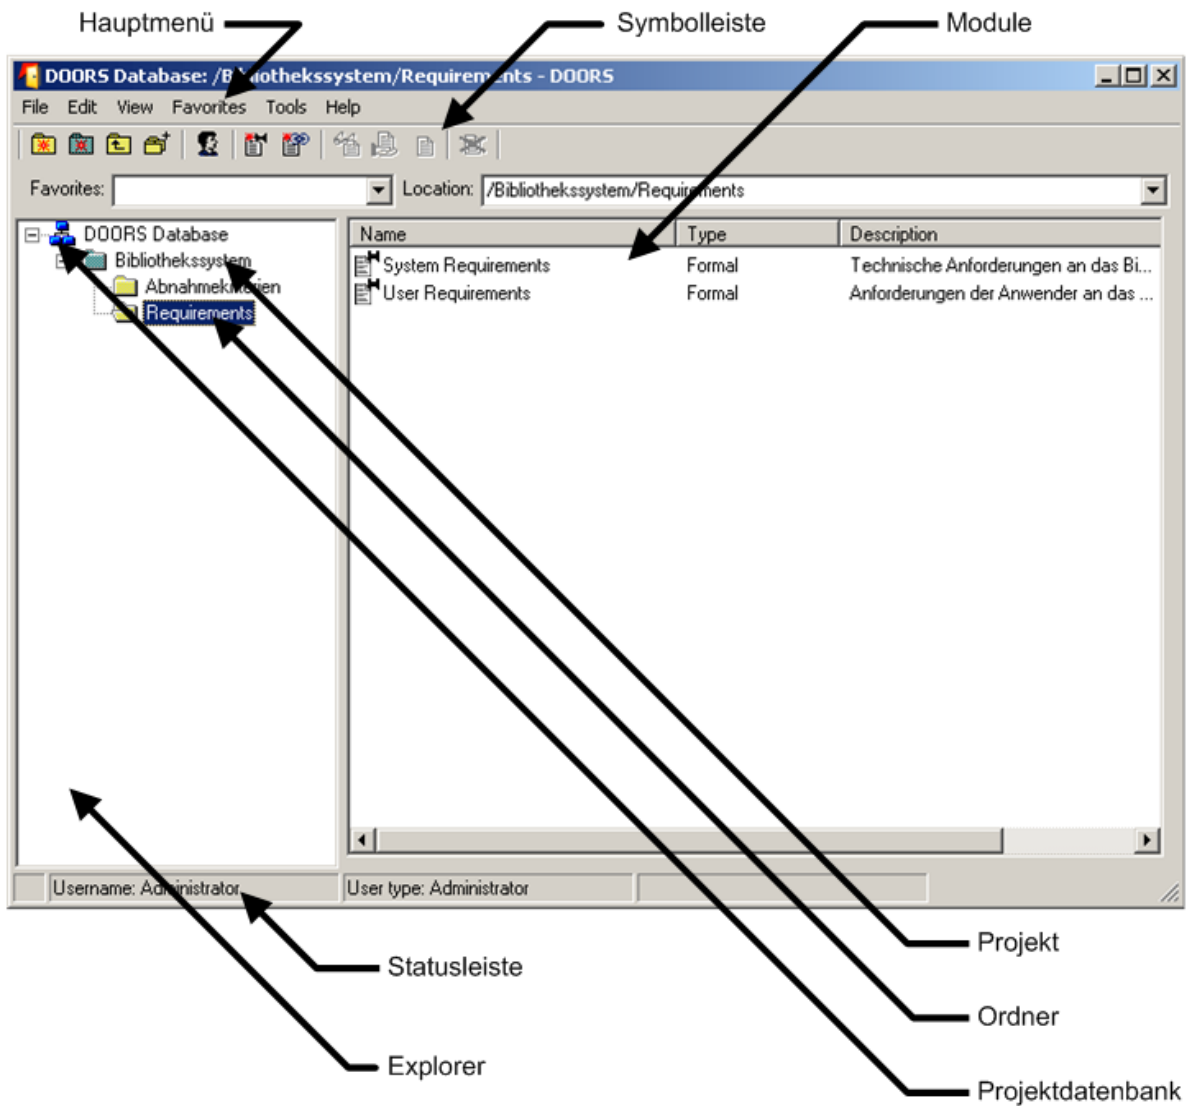 Hauptmenü Symbolleiste Module
DOORS Database: /Bibliothekssystem/Requirements - DOORS
File Edit View Favorites Tools Help
Favorites: Location: /Bibliothekssystem/Requirements
DOORS Database
Bibliothekssystem
Abnahmekriterien
Requirements
Name Type Description
System Requirements Formal Technische Anforderungen an das Bi...
User Requirements Formal Anforderungen der Anwender an das ...
Username: Administrator User type: Administrator
Projekt
Statusleiste
Ordner
Explorer
Projektdatenbank